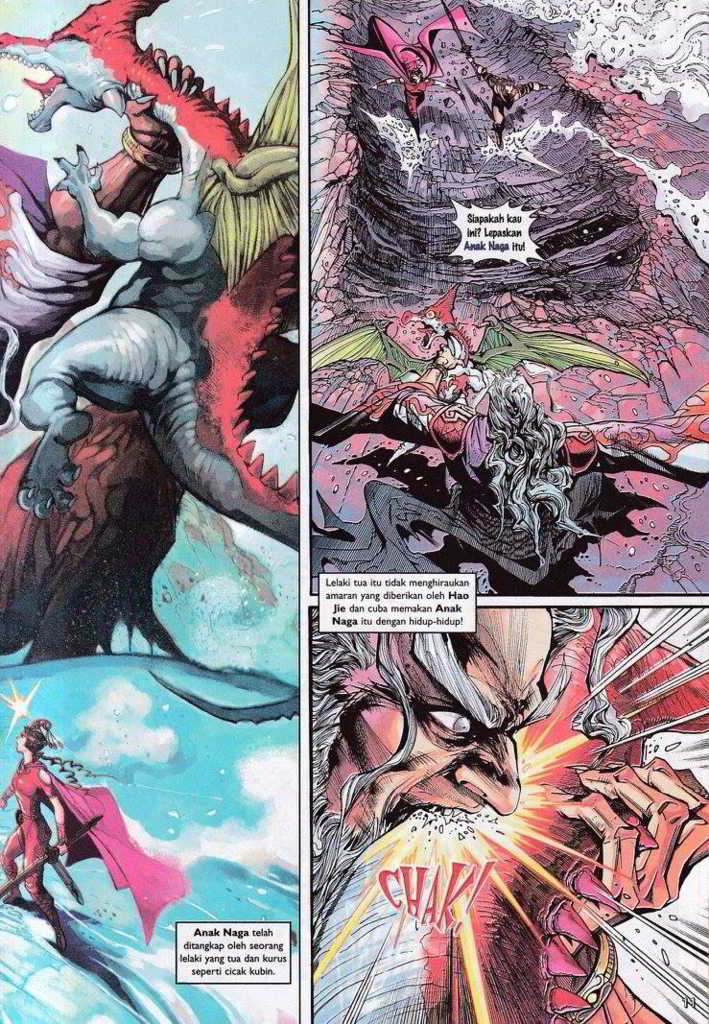 Anak Naga telah
ditangkap oleh seorang
lelaki yang tua dan kurus
seperti cicak kubin.
Siapakah kau
ini? Lepaskan
Anak Naga itu!
Lelaki tua itu tidak menghiraukan
amaran yang diberikan oleh Hao
Jie dan cuba memakan Anak
Naga itu dengan hidup-hidup!
CHAK!
11